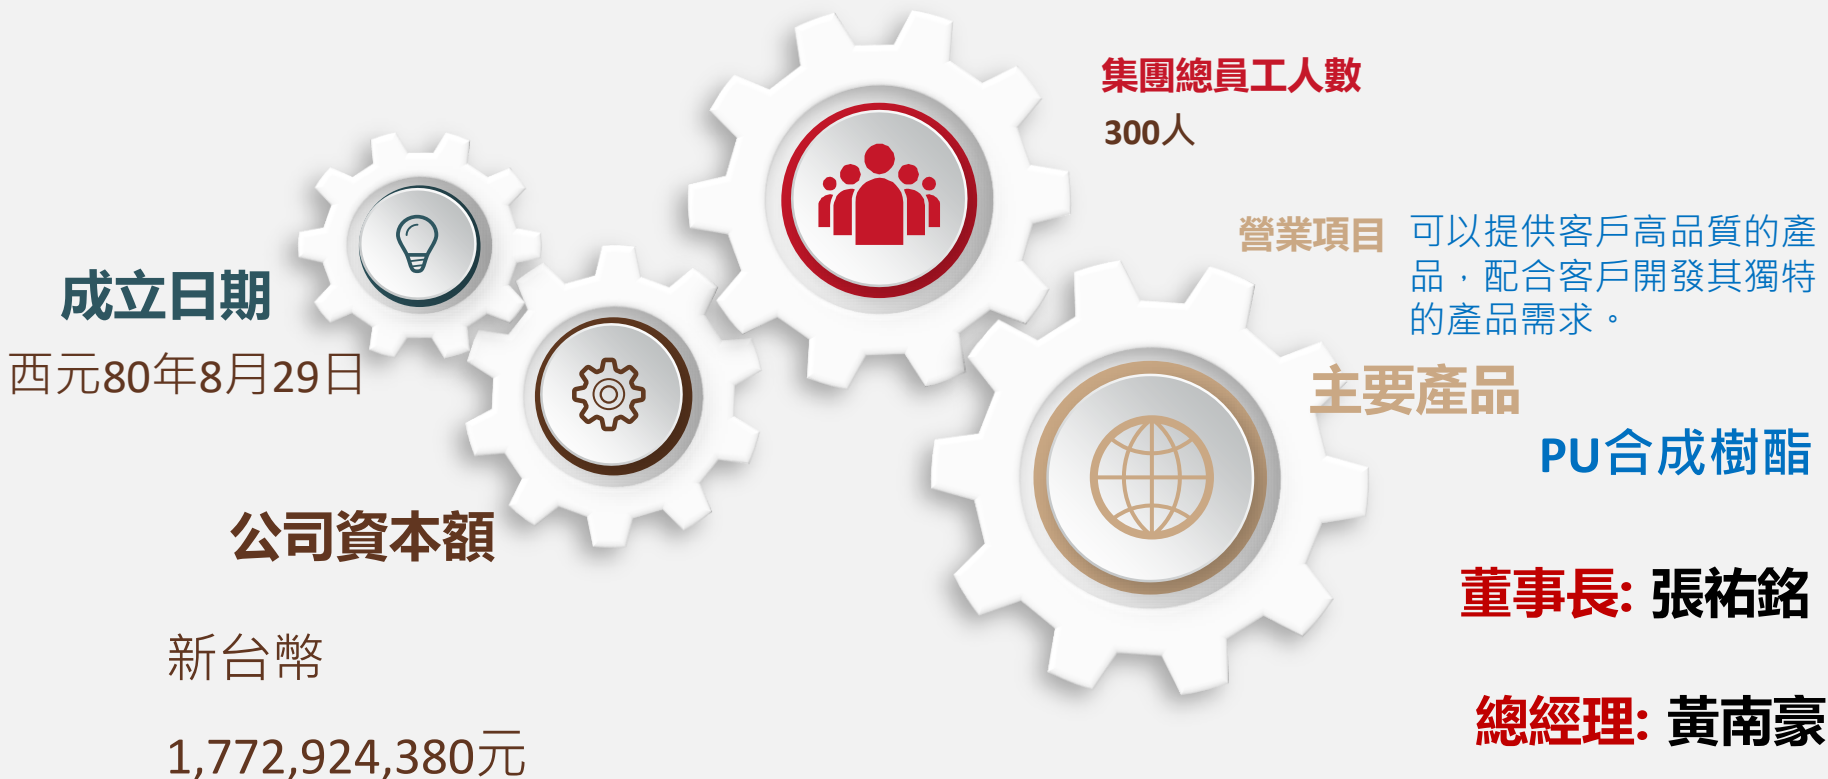 成立日期
西元80年8月29日
公司資本額
新台幣
1,772,924,380元
集團總員工人數
300人
營業項目
可以提供客戶高品質的產
品，配合客戶開發其獨特
的產品需求。
主要產品
PU合成樹酯
董事長: 張祐銘
總經理: 黃南豪